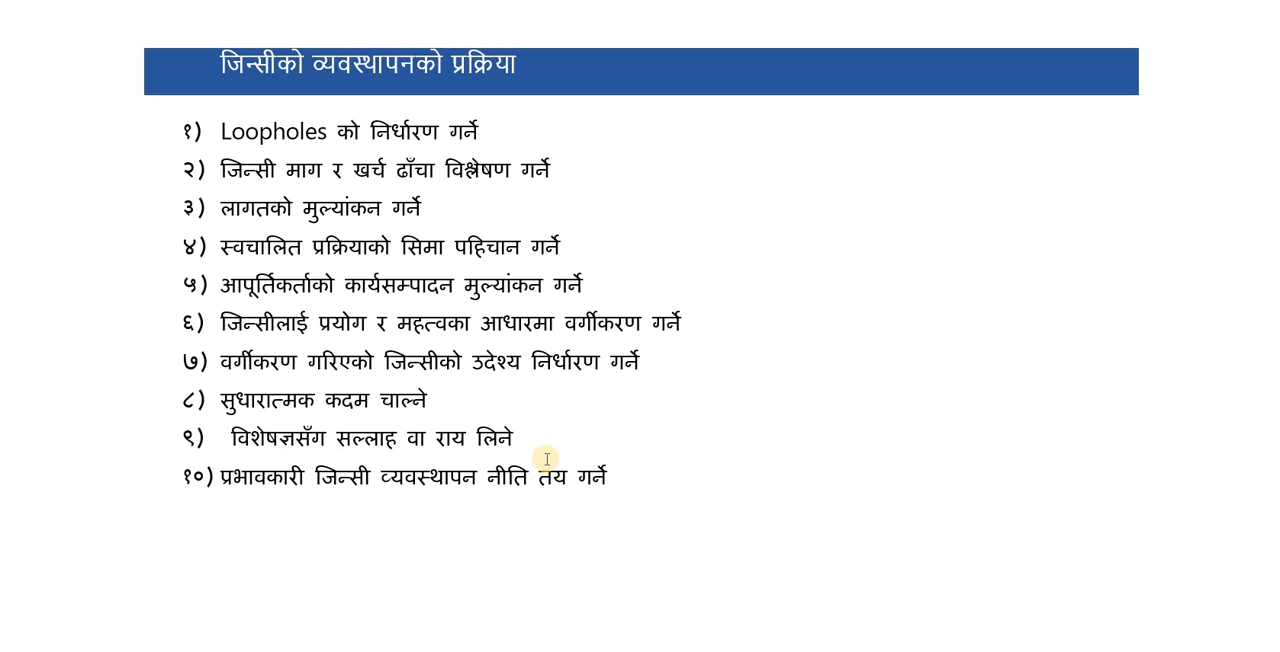 जिन्सीको व्यवस्थापनको प्रक्रिया
१) Loopholes को निर्धारण गर्ने
२) जिन्सी माग र खर्च ढाँचा विश्लेषण गर्ने
३) लागतको मुल्यांकन गर्ने
४) स्वचालित प्रक्रियाको सिमा पहिचान गर्ने
५) आपूर्तिकर्ताको कार्यसम्पादन मुल्यांकन गर्ने
६) जिन्सीलाई प्रयोग र महत्वका आधारमा वर्गीकरण गर्ने
७) वर्गीकरण गरिएको जिन्सीको उदेश्य निर्धारण गर्ने
८) सुधारात्मक कदम चाल्ने
९) विशेषज्ञसँग सल्लाह वा राय लिने
१०) प्रभावकारी जिन्सी व्यवस्थापन नीति तय गर्ने